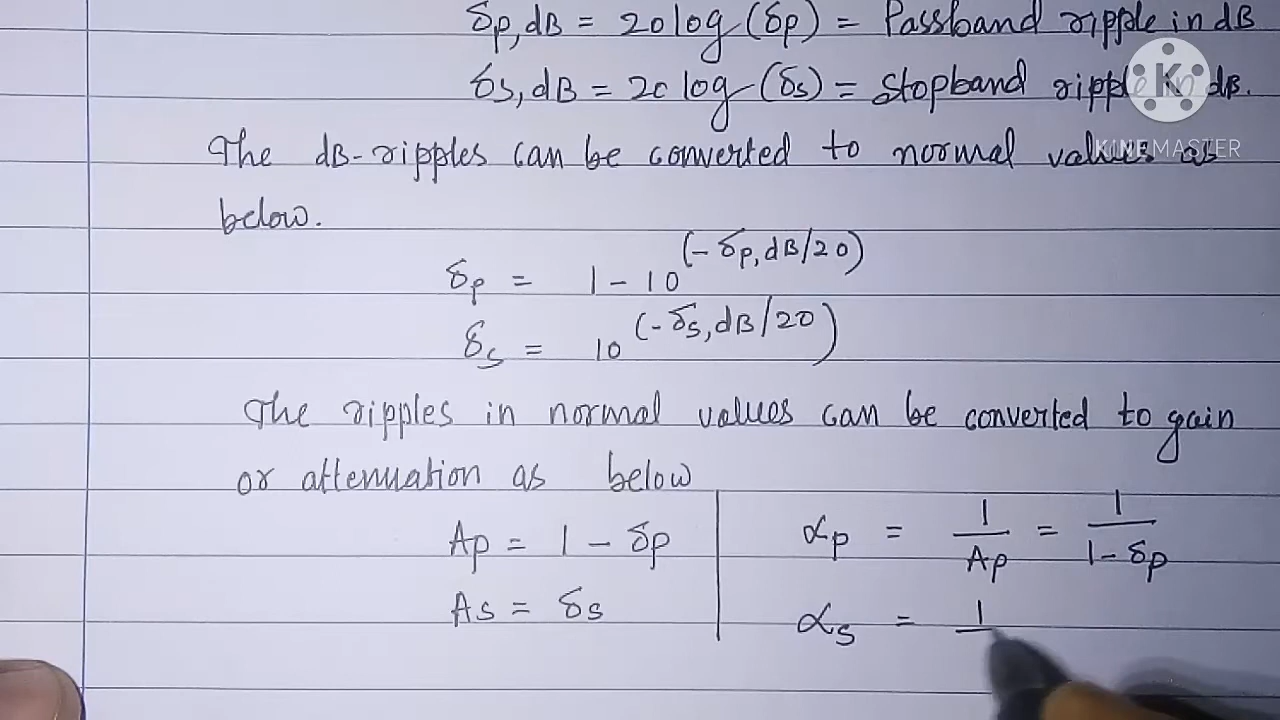 δp,dB = 20 log (δp) = Passband ripple in dB
δs,dB = 20 log (δs) = stopband ripple in dB.
The dB-ripples can be converted to normal values as
below.
δp = 1 - 10^(-δp,dB/20)
δs = 10^(-δs,dB/20)
The ripples in normal values can be converted to gain
or attenuation as below
Ap = 1 - δp
As = δs
αp = 1/Ap = 1/(1-δp)
αs = 1
K
KINEMASTER